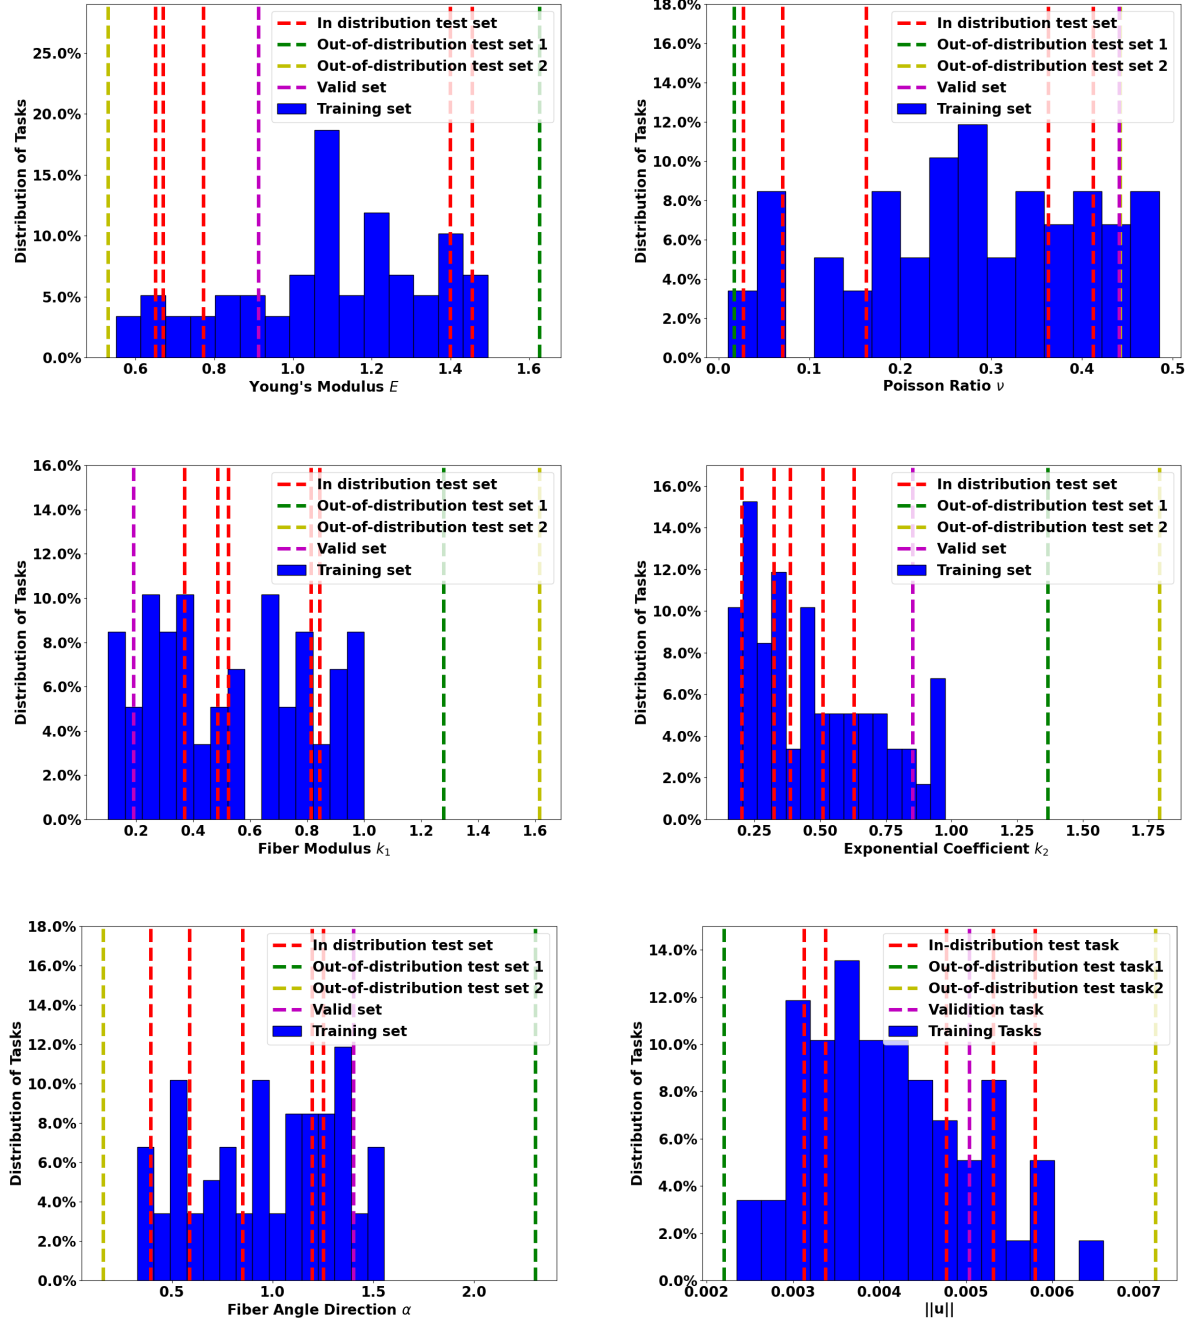 In distribution test set
Out-of-distribution test set 1
Out-of-distribution test set 2
Valid set
Training set
25.0%
20.0%
15.0%
10.0%
5.0%
0.0%
Distribution of Tasks
0.6 0.8 1.0 1.2 1.4 1.6
Young's Modulus E
In distribution test set
Out-of-distribution test set 1
Out-of-distribution test set 2
Valid set
Training set
18.0%
16.0%
14.0%
12.0%
10.0%
8.0%
6.0%
4.0%
2.0%
0.0%
Distribution of Tasks
0.0 0.1 0.2 0.3 0.4 0.5
Poisson Ratio ν
In distribution test set
Out-of-distribution test set 1
Out-of-distribution test set 2
Valid set
Training set
16.0%
14.0%
12.0%
10.0%
8.0%
6.0%
4.0%
2.0%
0.0%
Distribution of Tasks
0.2 0.4 0.6 0.8 1.0 1.2 1.4 1.6
Fiber Modulus k₁
In distribution test set
Out-of-distribution test set 1
Out-of-distribution test set 2
Valid set
Training set
16.0%
14.0%
12.0%
10.0%
8.0%
6.0%
4.0%
2.0%
0.0%
Distribution of Tasks
0.25 0.50 0.75 1.00 1.25 1.50 1.75
Exponential Coefficient k₂
In distribution test set
Out-of-distribution test set 1
Out-of-distribution test set 2
Valid set
Training set
18.0%
16.0%
14.0%
12.0%
10.0%
8.0%
6.0%
4.0%
2.0%
0.0%
Distribution of Tasks
0.5 1.0 1.5 2.0
Fiber Angle Direction α
In-distribution test task
Out-of-distribution test task1
Out-of-distribution test task2
Validition task
Training Tasks
14.0%
12.0%
10.0%
8.0%
6.0%
4.0%
2.0%
0.0%
Distribution of Tasks
0.002 0.003 0.004 0.005 0.006 0.007
||u||